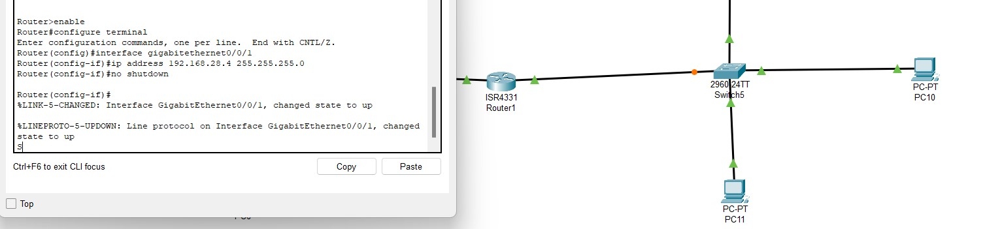 Router>enable
Router#configure terminal
Enter configuration commands, one per line.  End with CNTL/Z.
Router(config)#interface gigabitethernet0/0/1
Router(config-if)#ip address 192.168.28.4 255.255.255.0
Router(config-if)#no shutdown
Router(config-if)#
%LINK-5-CHANGED: Interface GigabitEthernet0/0/1, changed state to up
%LINEPROTO-5-UPDOWN: Line protocol on Interface GigabitEthernet0/0/1, changed
state to up
S
Ctrl+F6 to exit CLI focus
Copy
Paste
Top
ISR4331
Router1
2960-24TT
Switch5
PC-PT
PC10
PC-PT
PC11